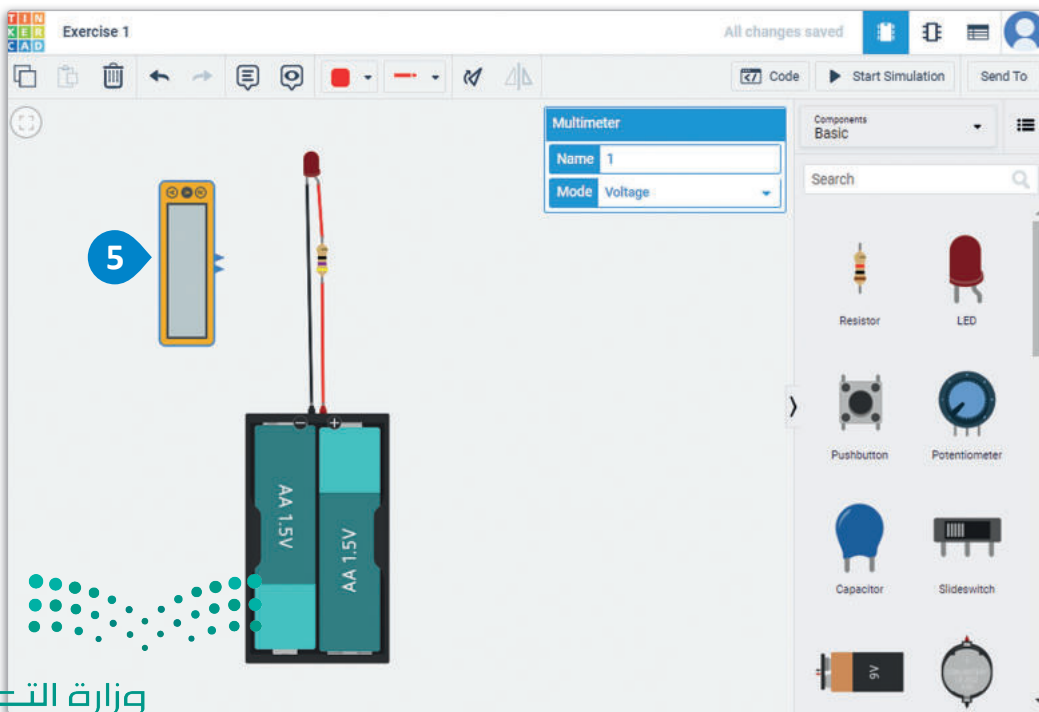 TIN
KER
CAD
Exercise 1
All changes saved
Code
Start Simulation
Send To
Multimeter
Name 1
Mode Voltage
Components
Basic
Search
5
Resistor
LED
Pushbutton
Potentiometer
Capacitor
Slideswitch
AA 1.5V
AA 1.5V
9V
وزارة التـ